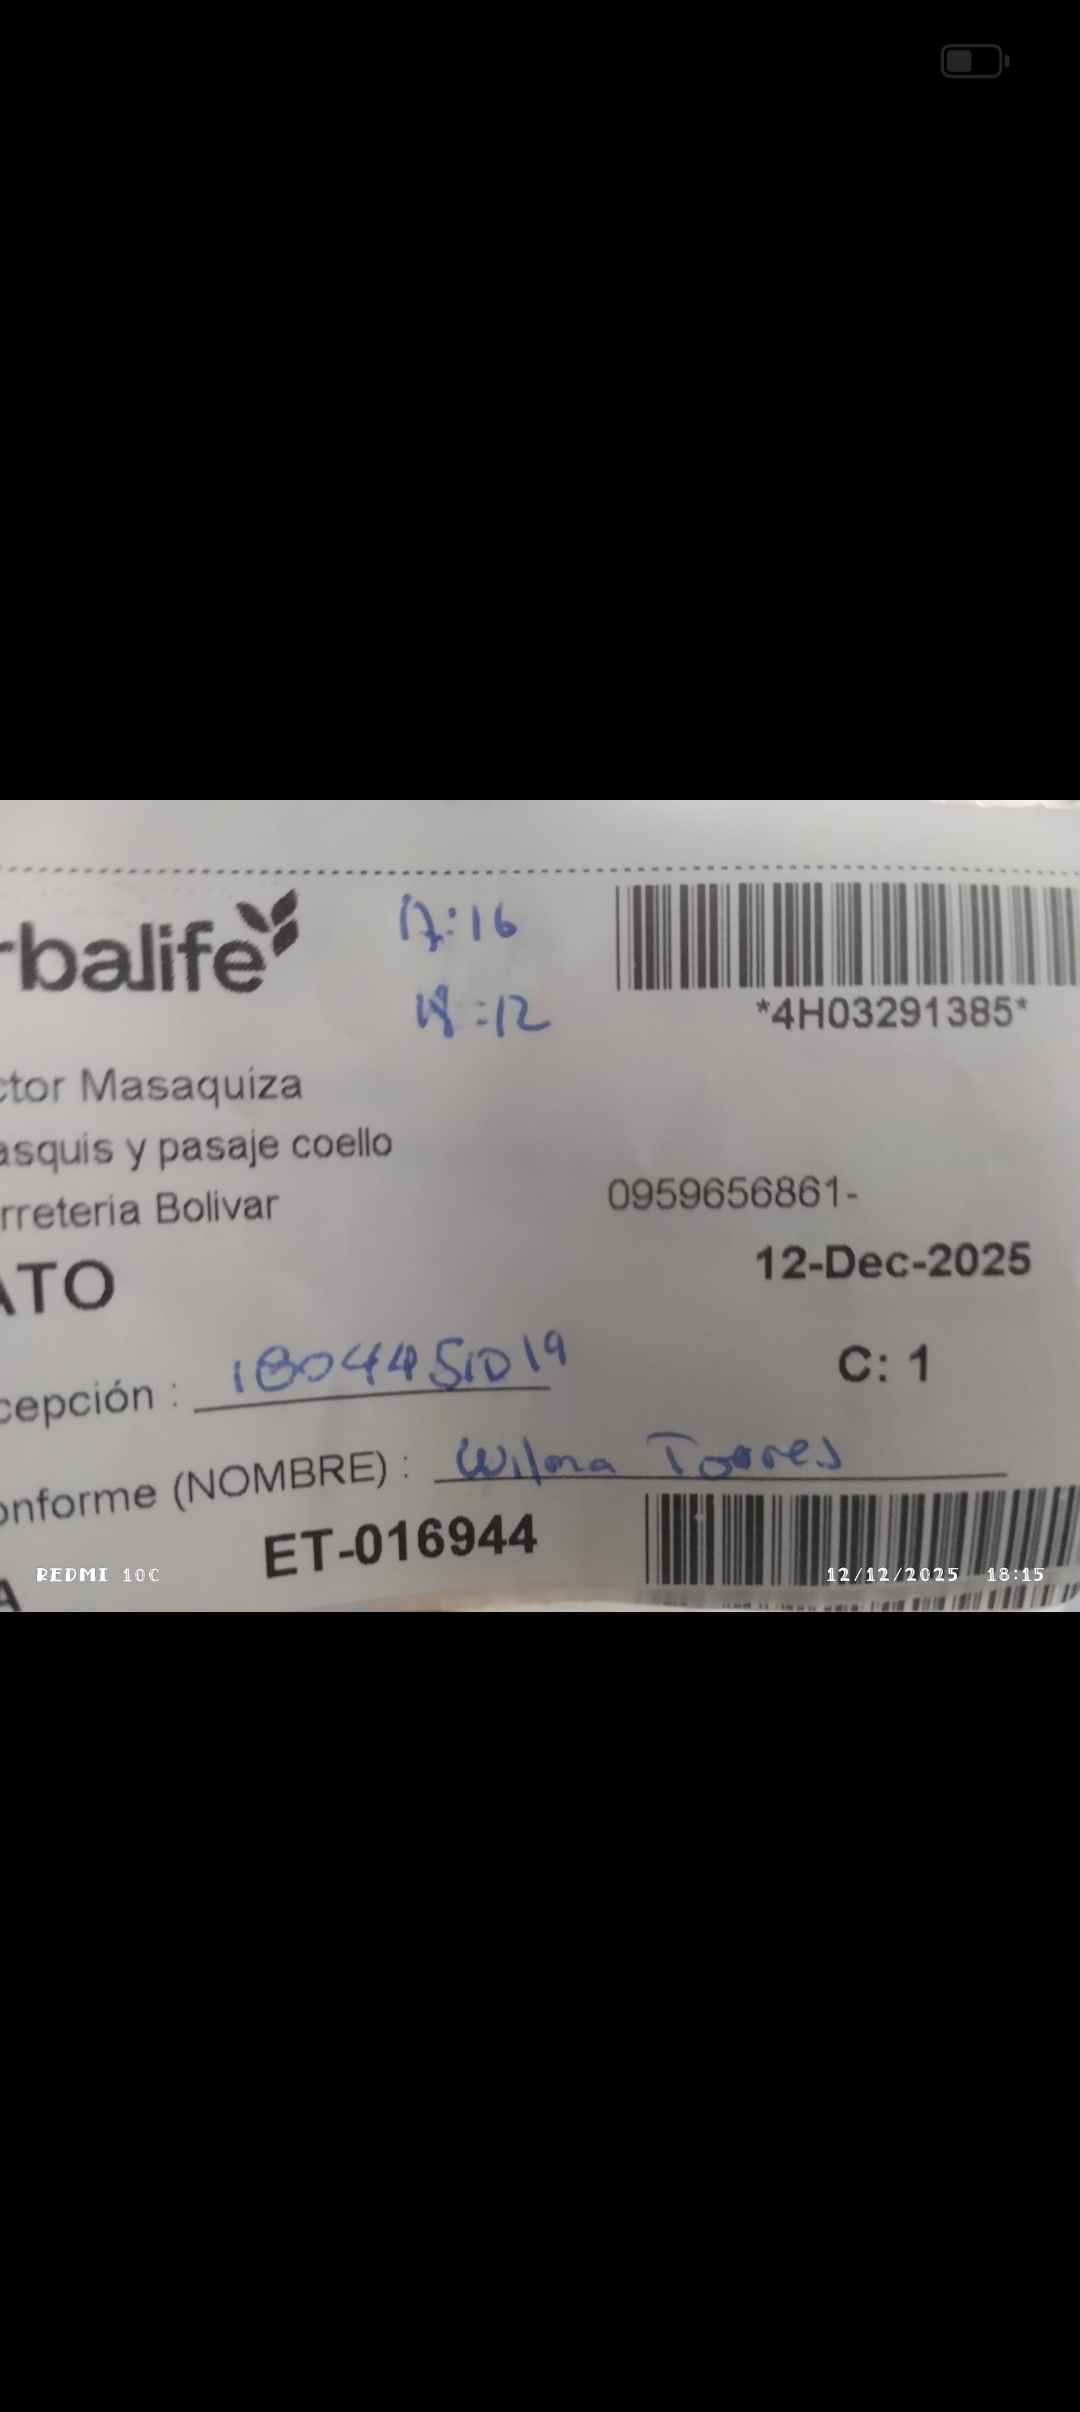 rbalife
17:16
18:12
*4H03291385*
ctor Masaquiza
asquis y pasaje coello
rreteria Bolivar
0959656861-
ATO
12-Dec-2025
cepción : 1804451019
C: 1
onforme (NOMBRE) : Wilma Torres
ET-016944
A
REDMI 10C
12/12/2025 18:15